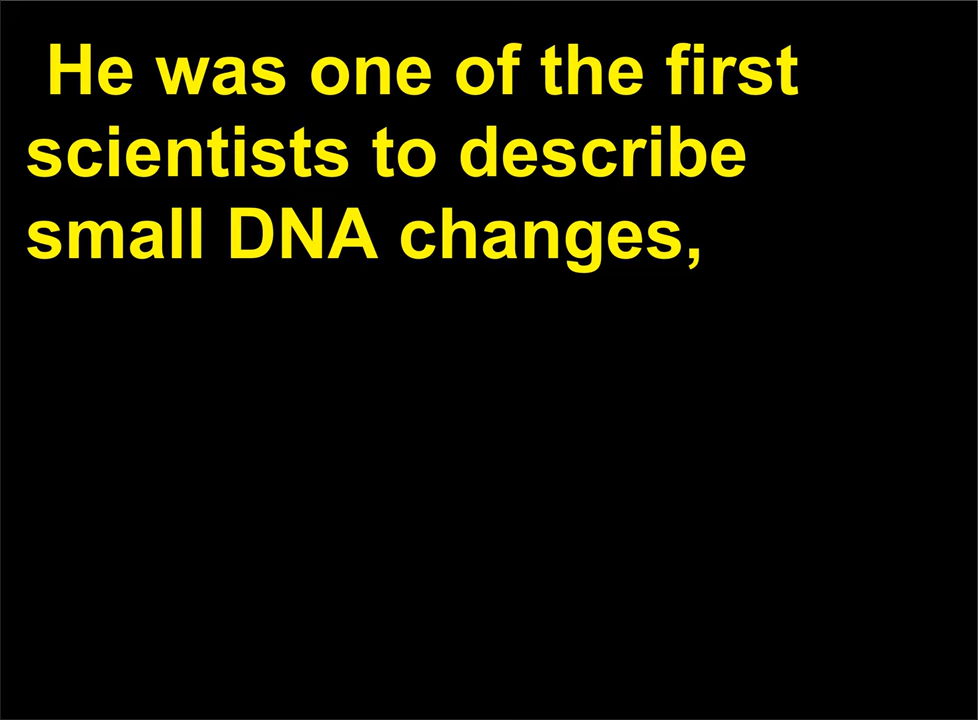 He was one of the first
scientists to describe
small DNA changes,